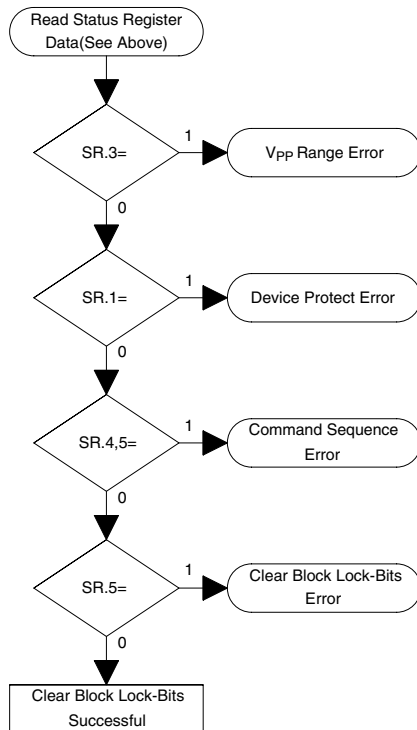 Read Status Register
Data(See Above)
SR.3=
1
VPP Range Error
0
SR.1=
1
Device Protect Error
0
SR.4,5=
1
Command Sequence
Error
0
SR.5=
1
Clear Block Lock-Bits
Error
0
Clear Block Lock-Bits
Successful